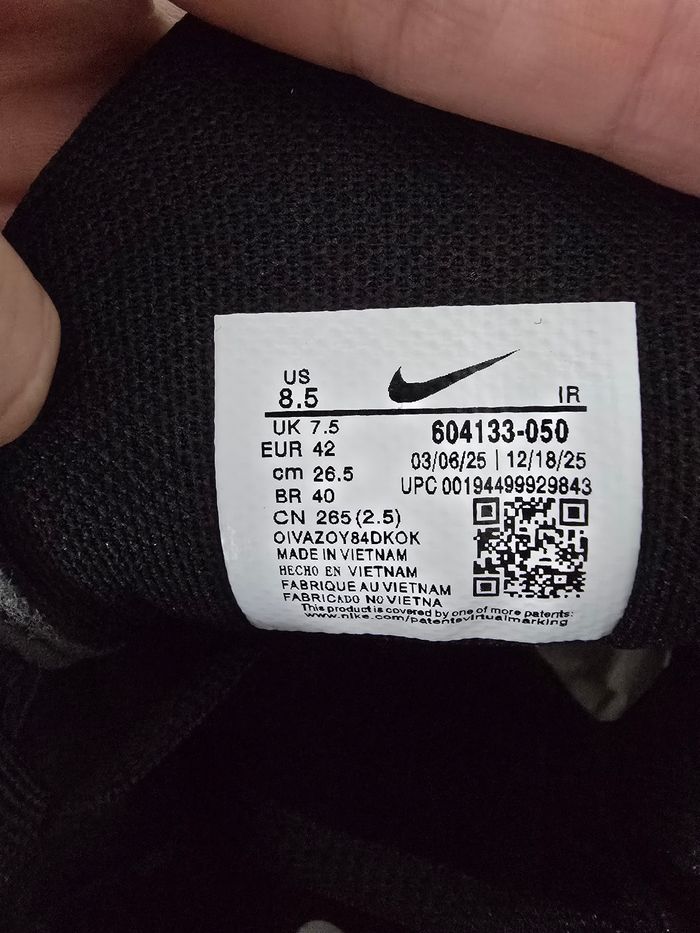 US
8.5
IR
UK 7.5
EUR 42
cm 26.5
BR 40
CN 265 (2.5)
OIVAZOY84DKOK
MADE IN VIETNAM
HECHO EN VIETNAM
FABRIQUE AU VIETNAM
FABRICADO NO VIETNA
604133-050
03/06/25 | 12/18/25
UPC 00194499929843
This product is covered by one of more patents:
www.nike.com/patentevirtualmarking